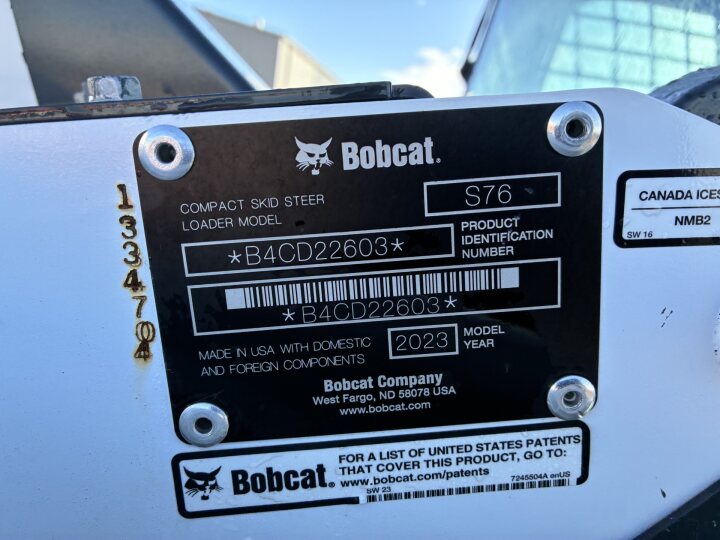 Bobcat.
COMPACT SKID STEER
LOADER MODEL
S76
*B4CD22603*
PRODUCT
IDENTIFICATION
NUMBER
*B4CD22603*
MADE IN USA WITH DOMESTIC
AND FOREIGN COMPONENTS
2023
MODEL
YEAR
Bobcat Company
West Fargo, ND 58078 USA
www.bobcat.com
Bobcat.
FOR A LIST OF UNITED STATES PATENTS
THAT COVER THIS PRODUCT, GO TO:
www.bobcat.com/patents
7245504A enUS
SW 23
CANADA ICES
NMB2
SW 16
1
3
3
4
7
0
4